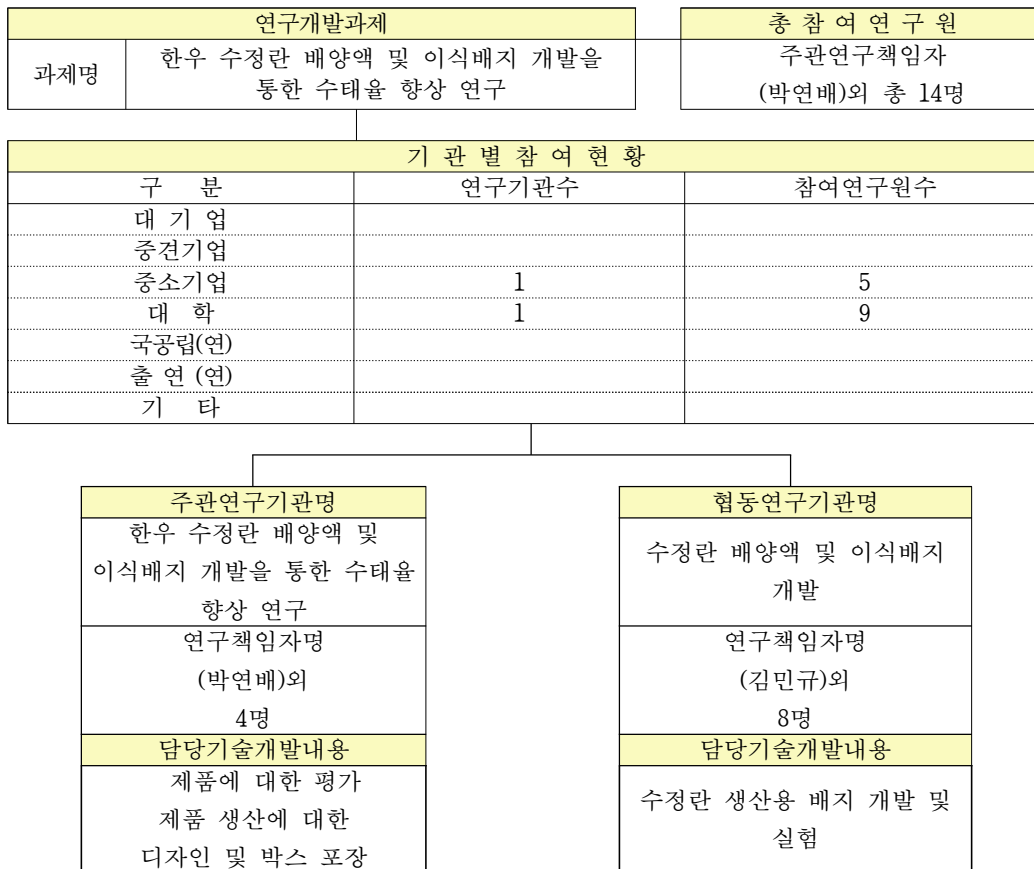 연구개발과제
총 참 여 연 구 원
과제명
한우 수정란 배양액 및 이식배지 개발을
통한 수태율 향상 연구
주관연구책임자
(박연배)외 총 14명
기 관 별 참 여 현 황
구 분 연구기관수 참여연구원수
대 기 업
중견기업
중소기업 1 5
대 학 1 9
국공립(연)
출 연 (연)
기 타
주관연구기관명
한우 수정란 배양액 및
이식배지 개발을 통한 수태율
향상 연구
연구책임자명
(박연배)외
4명
담당기술개발내용
제품에 대한 평가
제품 생산에 대한
디자인 및 박스 포장
협동연구기관명
수정란 배양액 및 이식배지
개발
연구책임자명
(김민규)외
8명
담당기술개발내용
수정란 생산용 배지 개발 및
실험